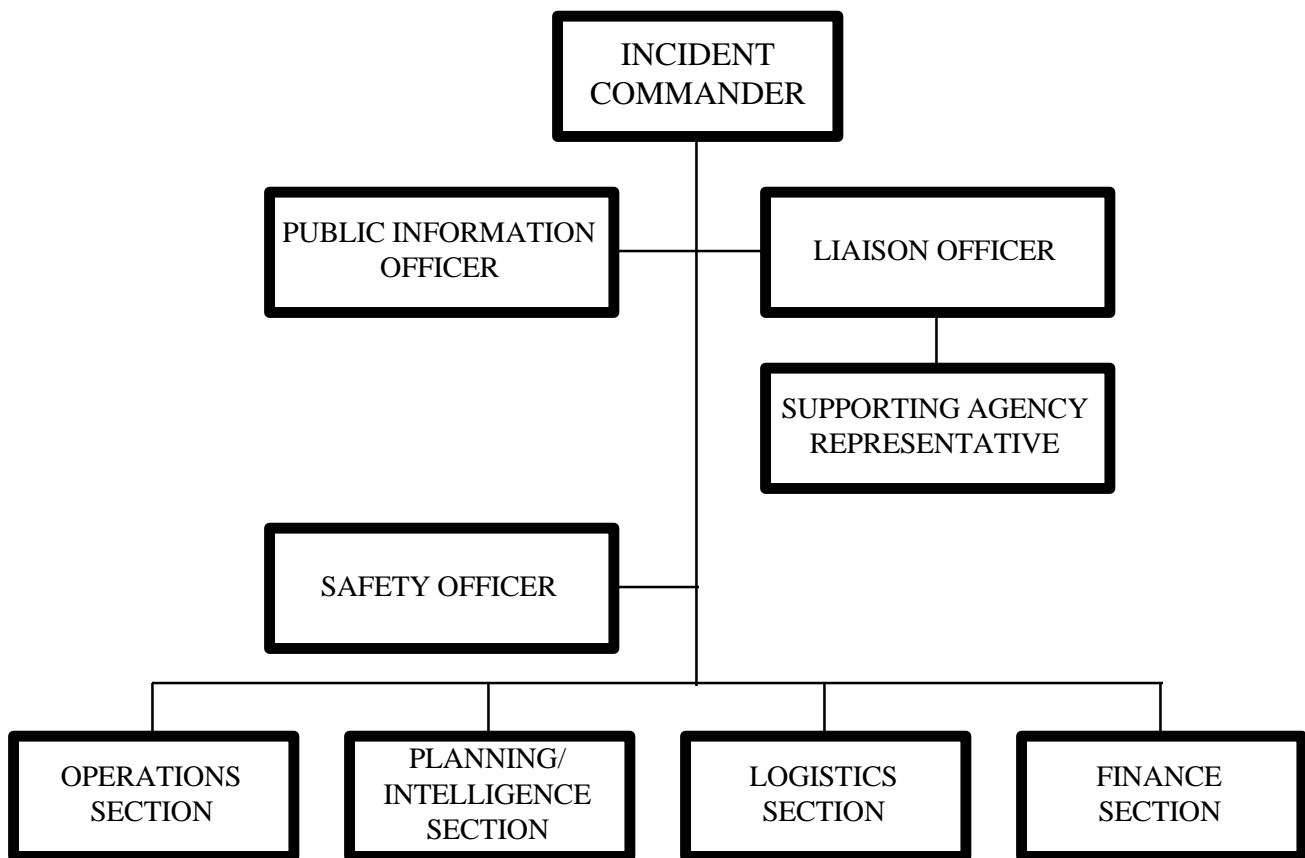 INCIDENT
COMMANDER
PUBLIC INFORMATION
OFFICER
LIAISON OFFICER
SUPPORTING AGENCY
REPRESENTATIVE
SAFETY OFFICER
OPERATIONS
SECTION
PLANNING/
INTELLIGENCE
SECTION
LOGISTICS
SECTION
FINANCE
SECTION